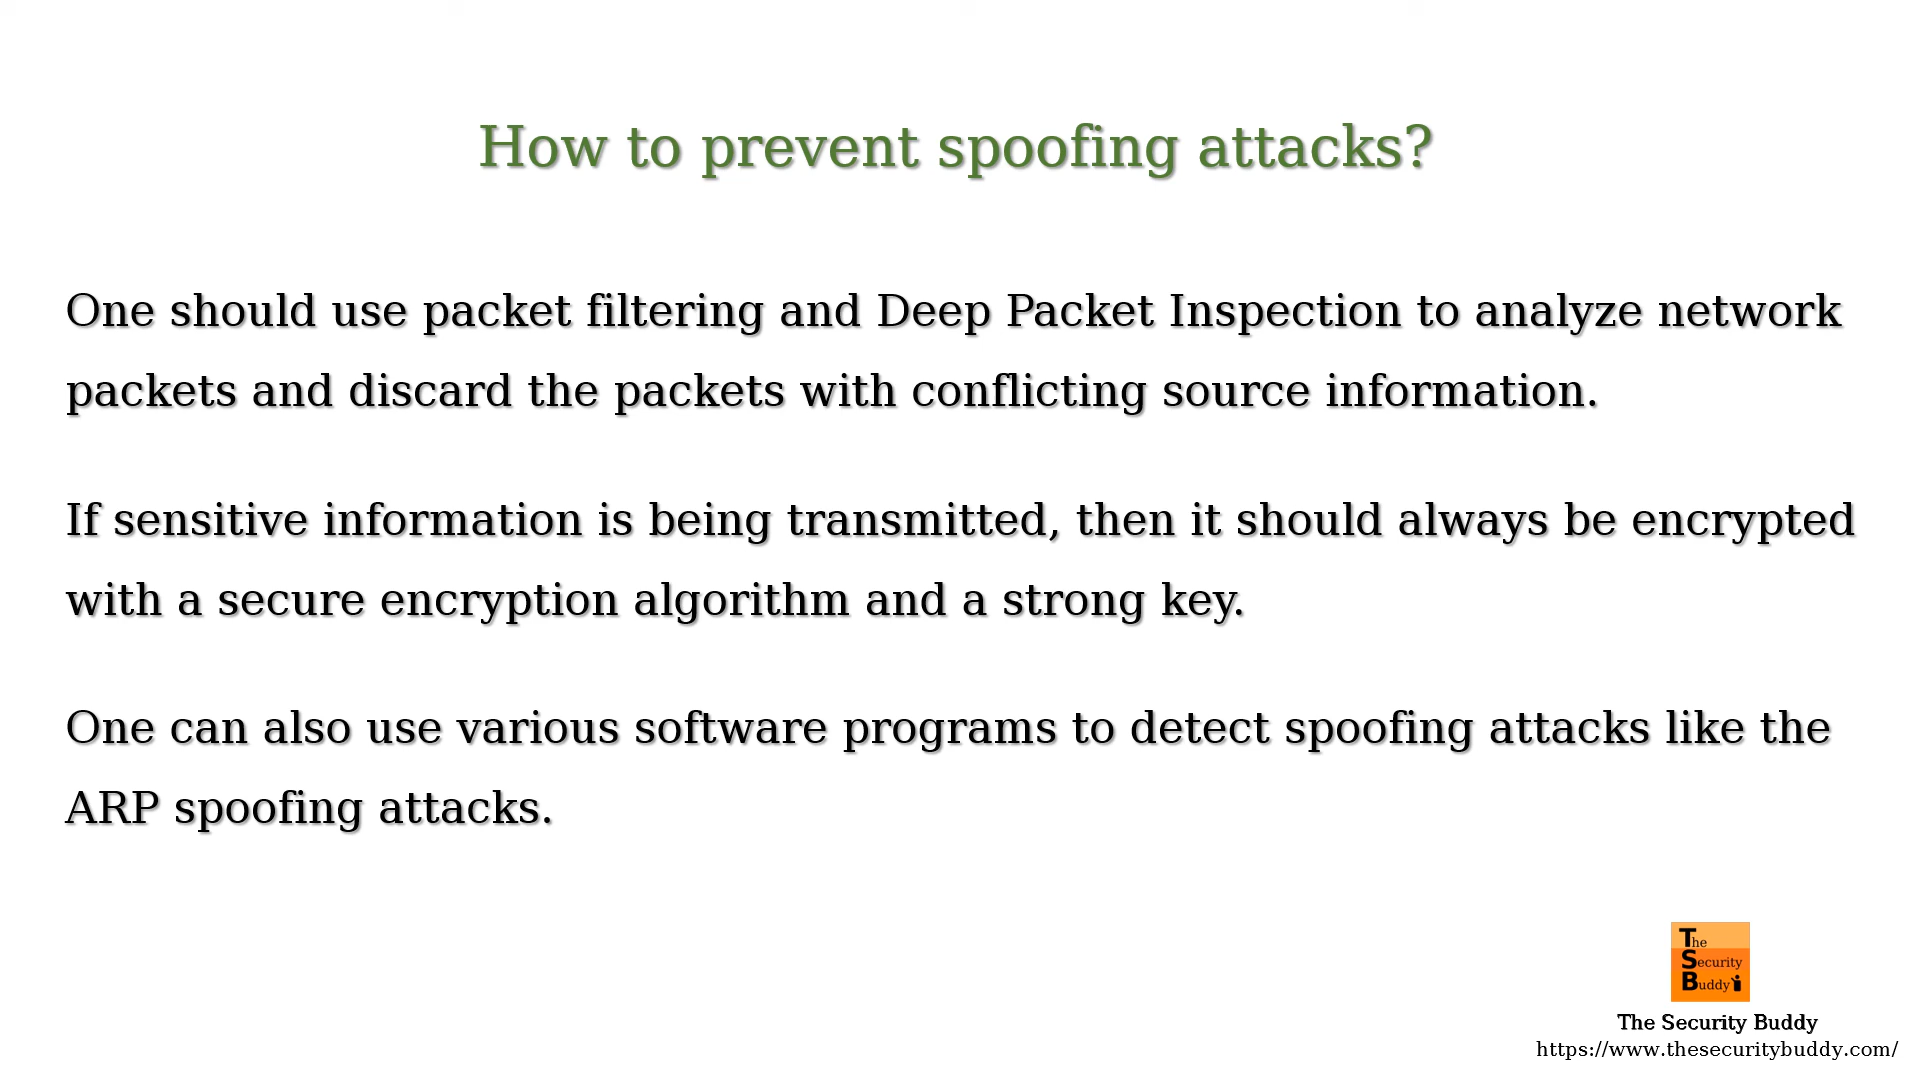 How to prevent spoofing attacks?
One should use packet filtering and Deep Packet Inspection to analyze network
packets and discard the packets with conflicting source information.
If sensitive information is being transmitted, then it should always be encrypted
with a secure encryption algorithm and a strong key.
One can also use various software programs to detect spoofing attacks like the
ARP spoofing attacks.
The
Security
Buddy
The Security Buddy
https://www.thesecuritybuddy.com/